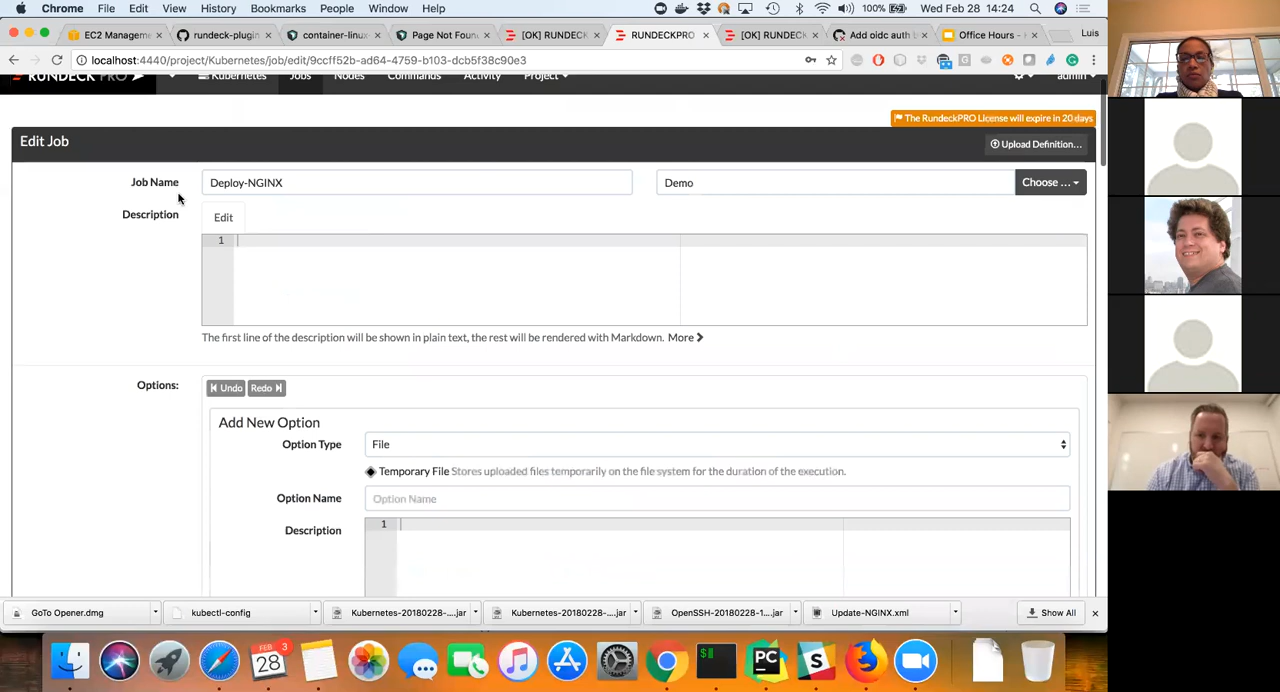 Chrome File Edit View History Bookmarks People Window Help 100% Wed Feb 28 14:24
EC2 Managem × rundeck-plugin × container-linux × Page Not Foun × [OK] RUNDECK × RUNDECKPRO × [OK] RUNDECK × Add oidc auth t × Office Hours - × Luis
localhost:4440/project/Kubernetes/job/edit/9ccff52b-ad64-4759-b103-dcb5f38c90e3
RUNDECK PRO Kubernetes Jobs Nodes Commands Activity Project admin
The RundeckPRO License will expire in 20 days
Edit Job Upload Definition...
Job Name Deploy-NGINX Demo Choose ...
Description Edit
1
The first line of the description will be shown in plain text, the rest will be rendered with Markdown. More
Options: Undo Redo
Add New Option
Option Type File
Temporary File Stores uploaded files temporarily on the file system for the duration of the execution.
Option Name Option Name
Description 1
GoTo Opener.dmg kubectl-config Kubernetes-20180228-....jar Kubernetes-20180228-....jar OpenSSH-20180228-1....jar Update-NGINX.xml Show All ×
FEB 3
28 $ PC S